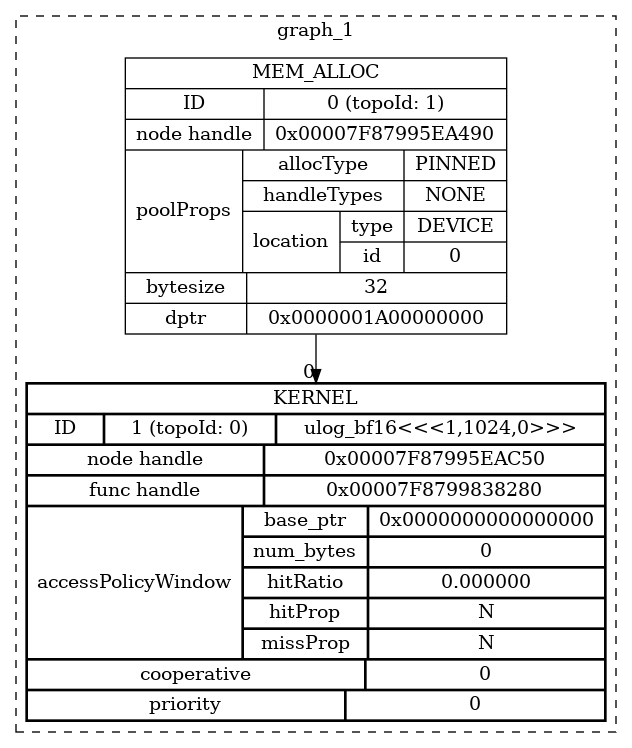 graph_1
MEM_ALLOC
ID 0 (topoId: 1)
node handle 0x00007F87995EA490
poolProps allocType PINNED
handleTypes NONE
location type DEVICE
id 0
bytesize 32
dptr 0x0000001A00000000
0
KERNEL
ID 1 (topoId: 0) ulog_bf16<<<1,1024,0>>>
node handle 0x00007F87995EAC50
func handle 0x00007F8799838280
accessPolicyWindow base_ptr 0x0000000000000000
num_bytes 0
hitRatio 0.000000
hitProp N
missProp N
cooperative 0
priority 0